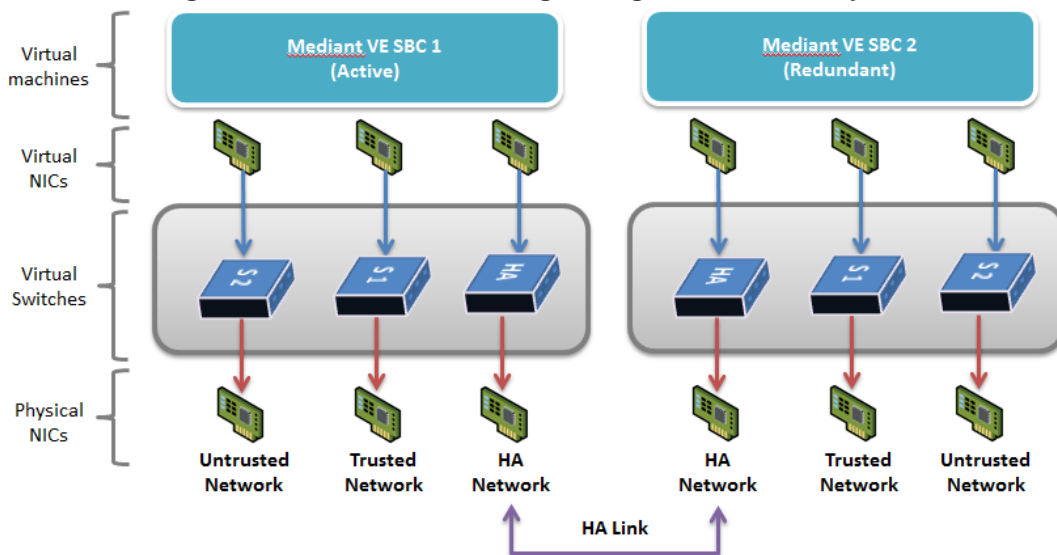 Virtual
machines
Mediant VE SBC 1
(Active)
Mediant VE SBC 2
(Redundant)
Virtual
NICs
Virtual
Switches
S2
S1
HA
HA
S1
S2
Physical
NICs
Untrusted
Network
Trusted
Network
HA
Network
HA
Network
Trusted
Network
Untrusted
Network
HA Link